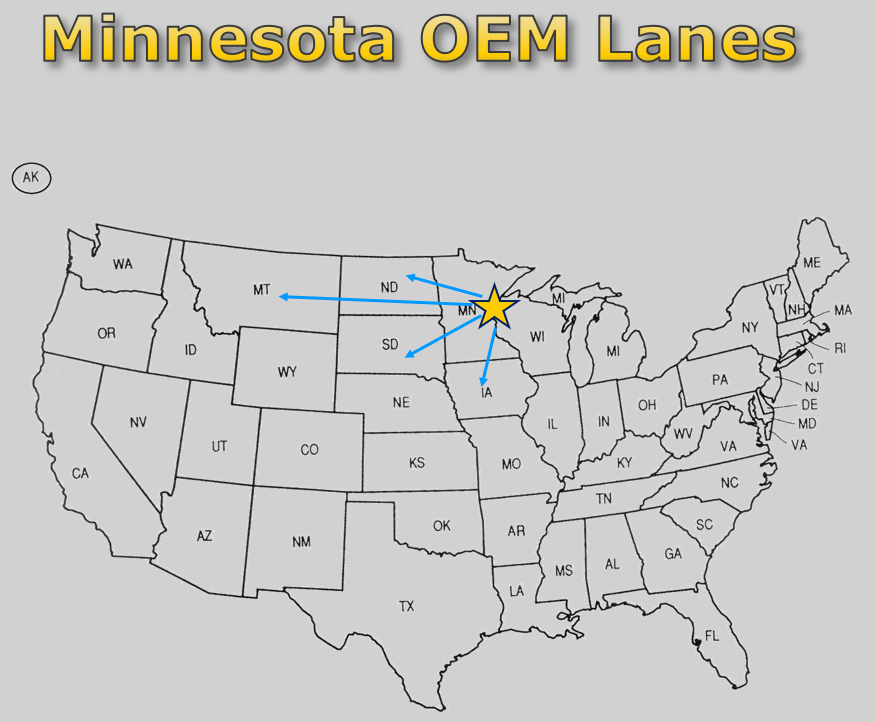 Minnesota OEM Lanes
AK
WA
MT
ND
MN
MI
ME
VT
NH
MA
OR
ID
SD
WI
MI
NY
RI
WY
CT
IA
PA
NJ
NE
OH
DE
NV
UT
CO
IL
IN
WV
MD
VA
VA
CA
KS
MO
KY
NC
TN
AZ
NM
OK
AR
SC
MS
AL
GA
TX
LA
FL